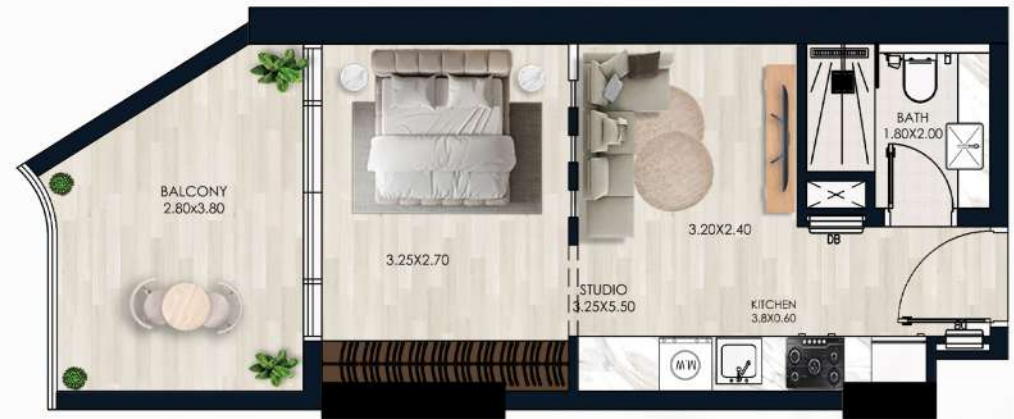 BALCONY
2.80x3.80
3.25X2.70
STUDIO
3.25X5.50
3.20X2.40
KITCHEN
3.8X0.60
BATH
1.80X2.00
DB
M.W